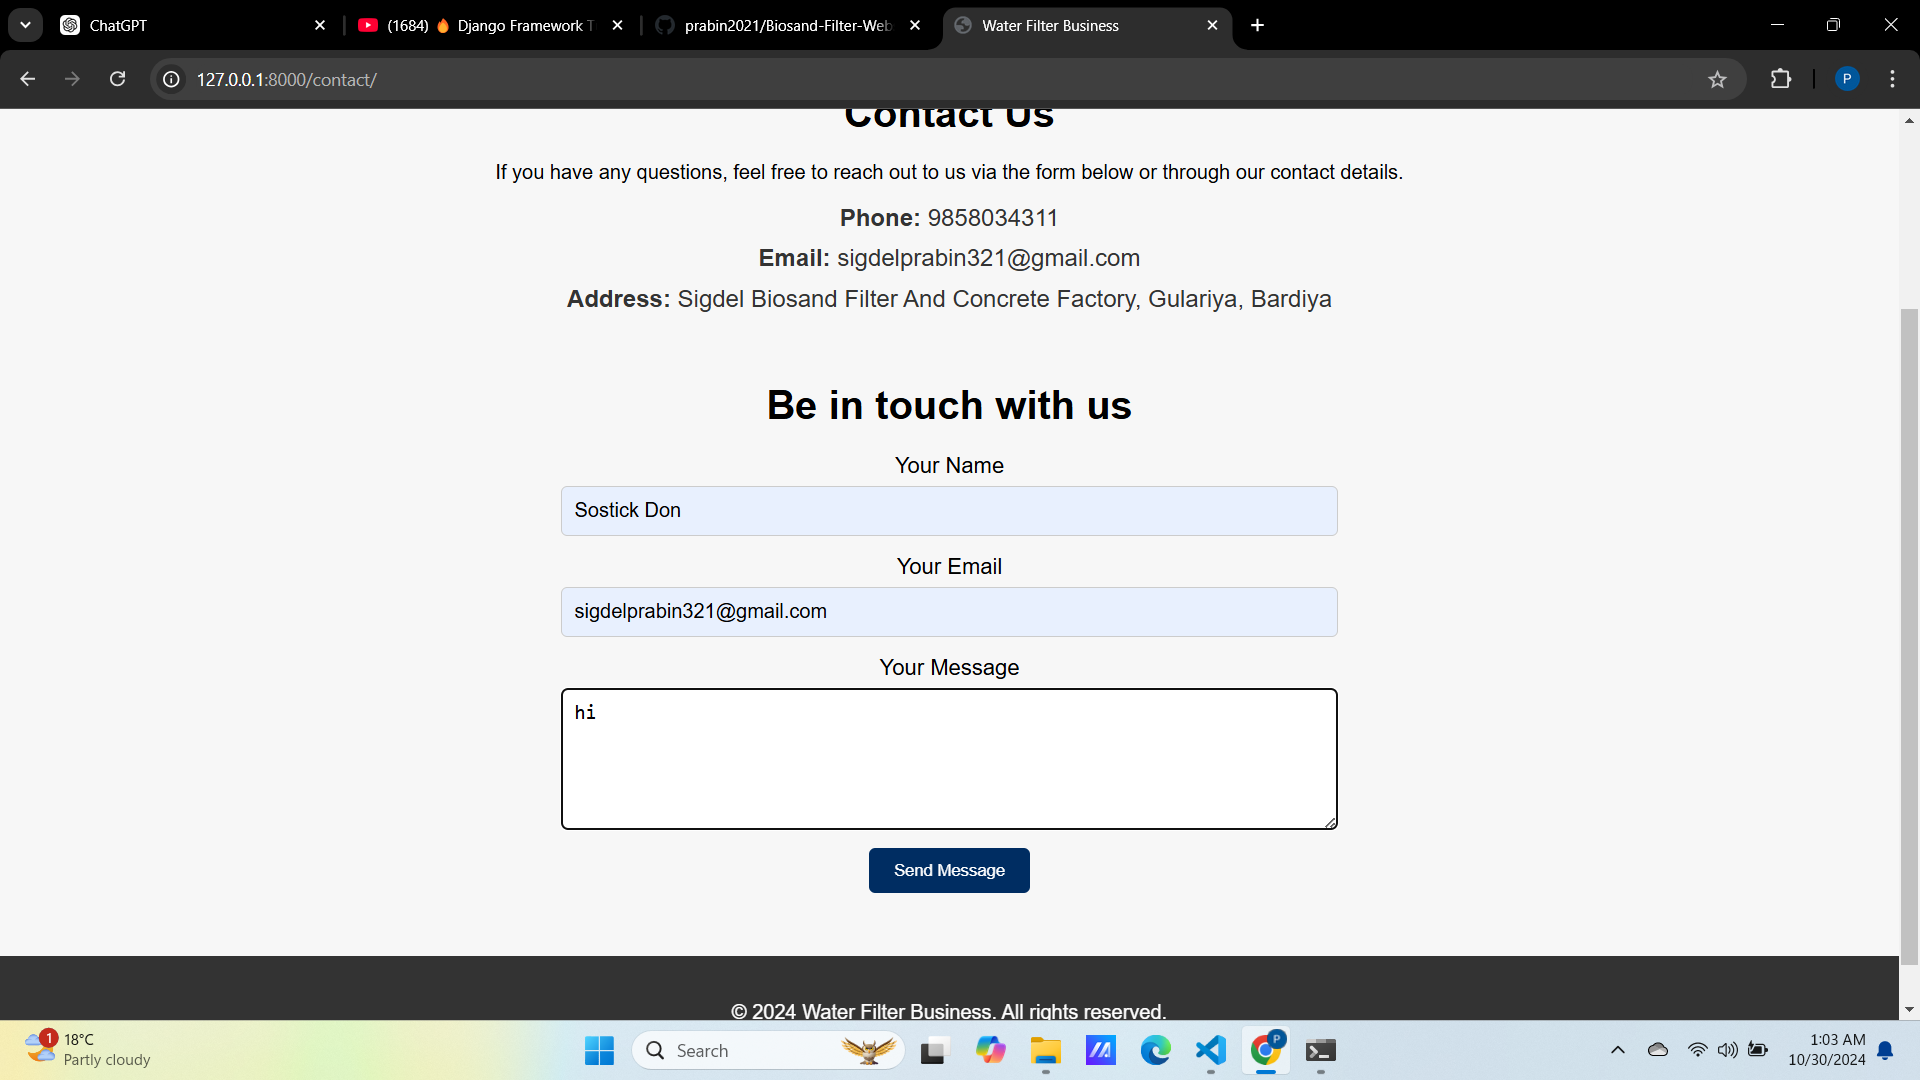 ChatGPT
(1684) 🔥 Django Framework T
prabin2021/Biosand-Filter-Web
Water Filter Business
127.0.0.1:8000/contact/
P
Contact Us
If you have any questions, feel free to reach out to us via the form below or through our contact details.
Phone: 9858034311
Email: sigdelprabin321@gmail.com
Address: Sigdel Biosand Filter And Concrete Factory, Gulariya, Bardiya
Be in touch with us
Your Name
Sostick Don
Your Email
sigdelprabin321@gmail.com
Your Message
hi
Send Message
© 2024 Water Filter Business. All rights reserved.
1
18°C
Partly cloudy
Search
P
1:03 AM
10/30/2024